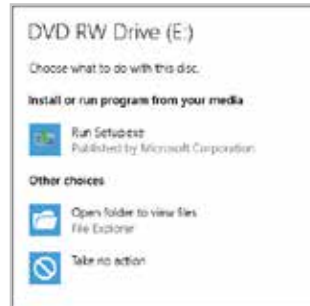 DVD RW Drive (E:)
Choose what to do with this disc.
Install or run program from your media
Run Setup.exe
Published by Microsoft Corporation
Other choices
Open folder to view files
File Explorer
Take no action